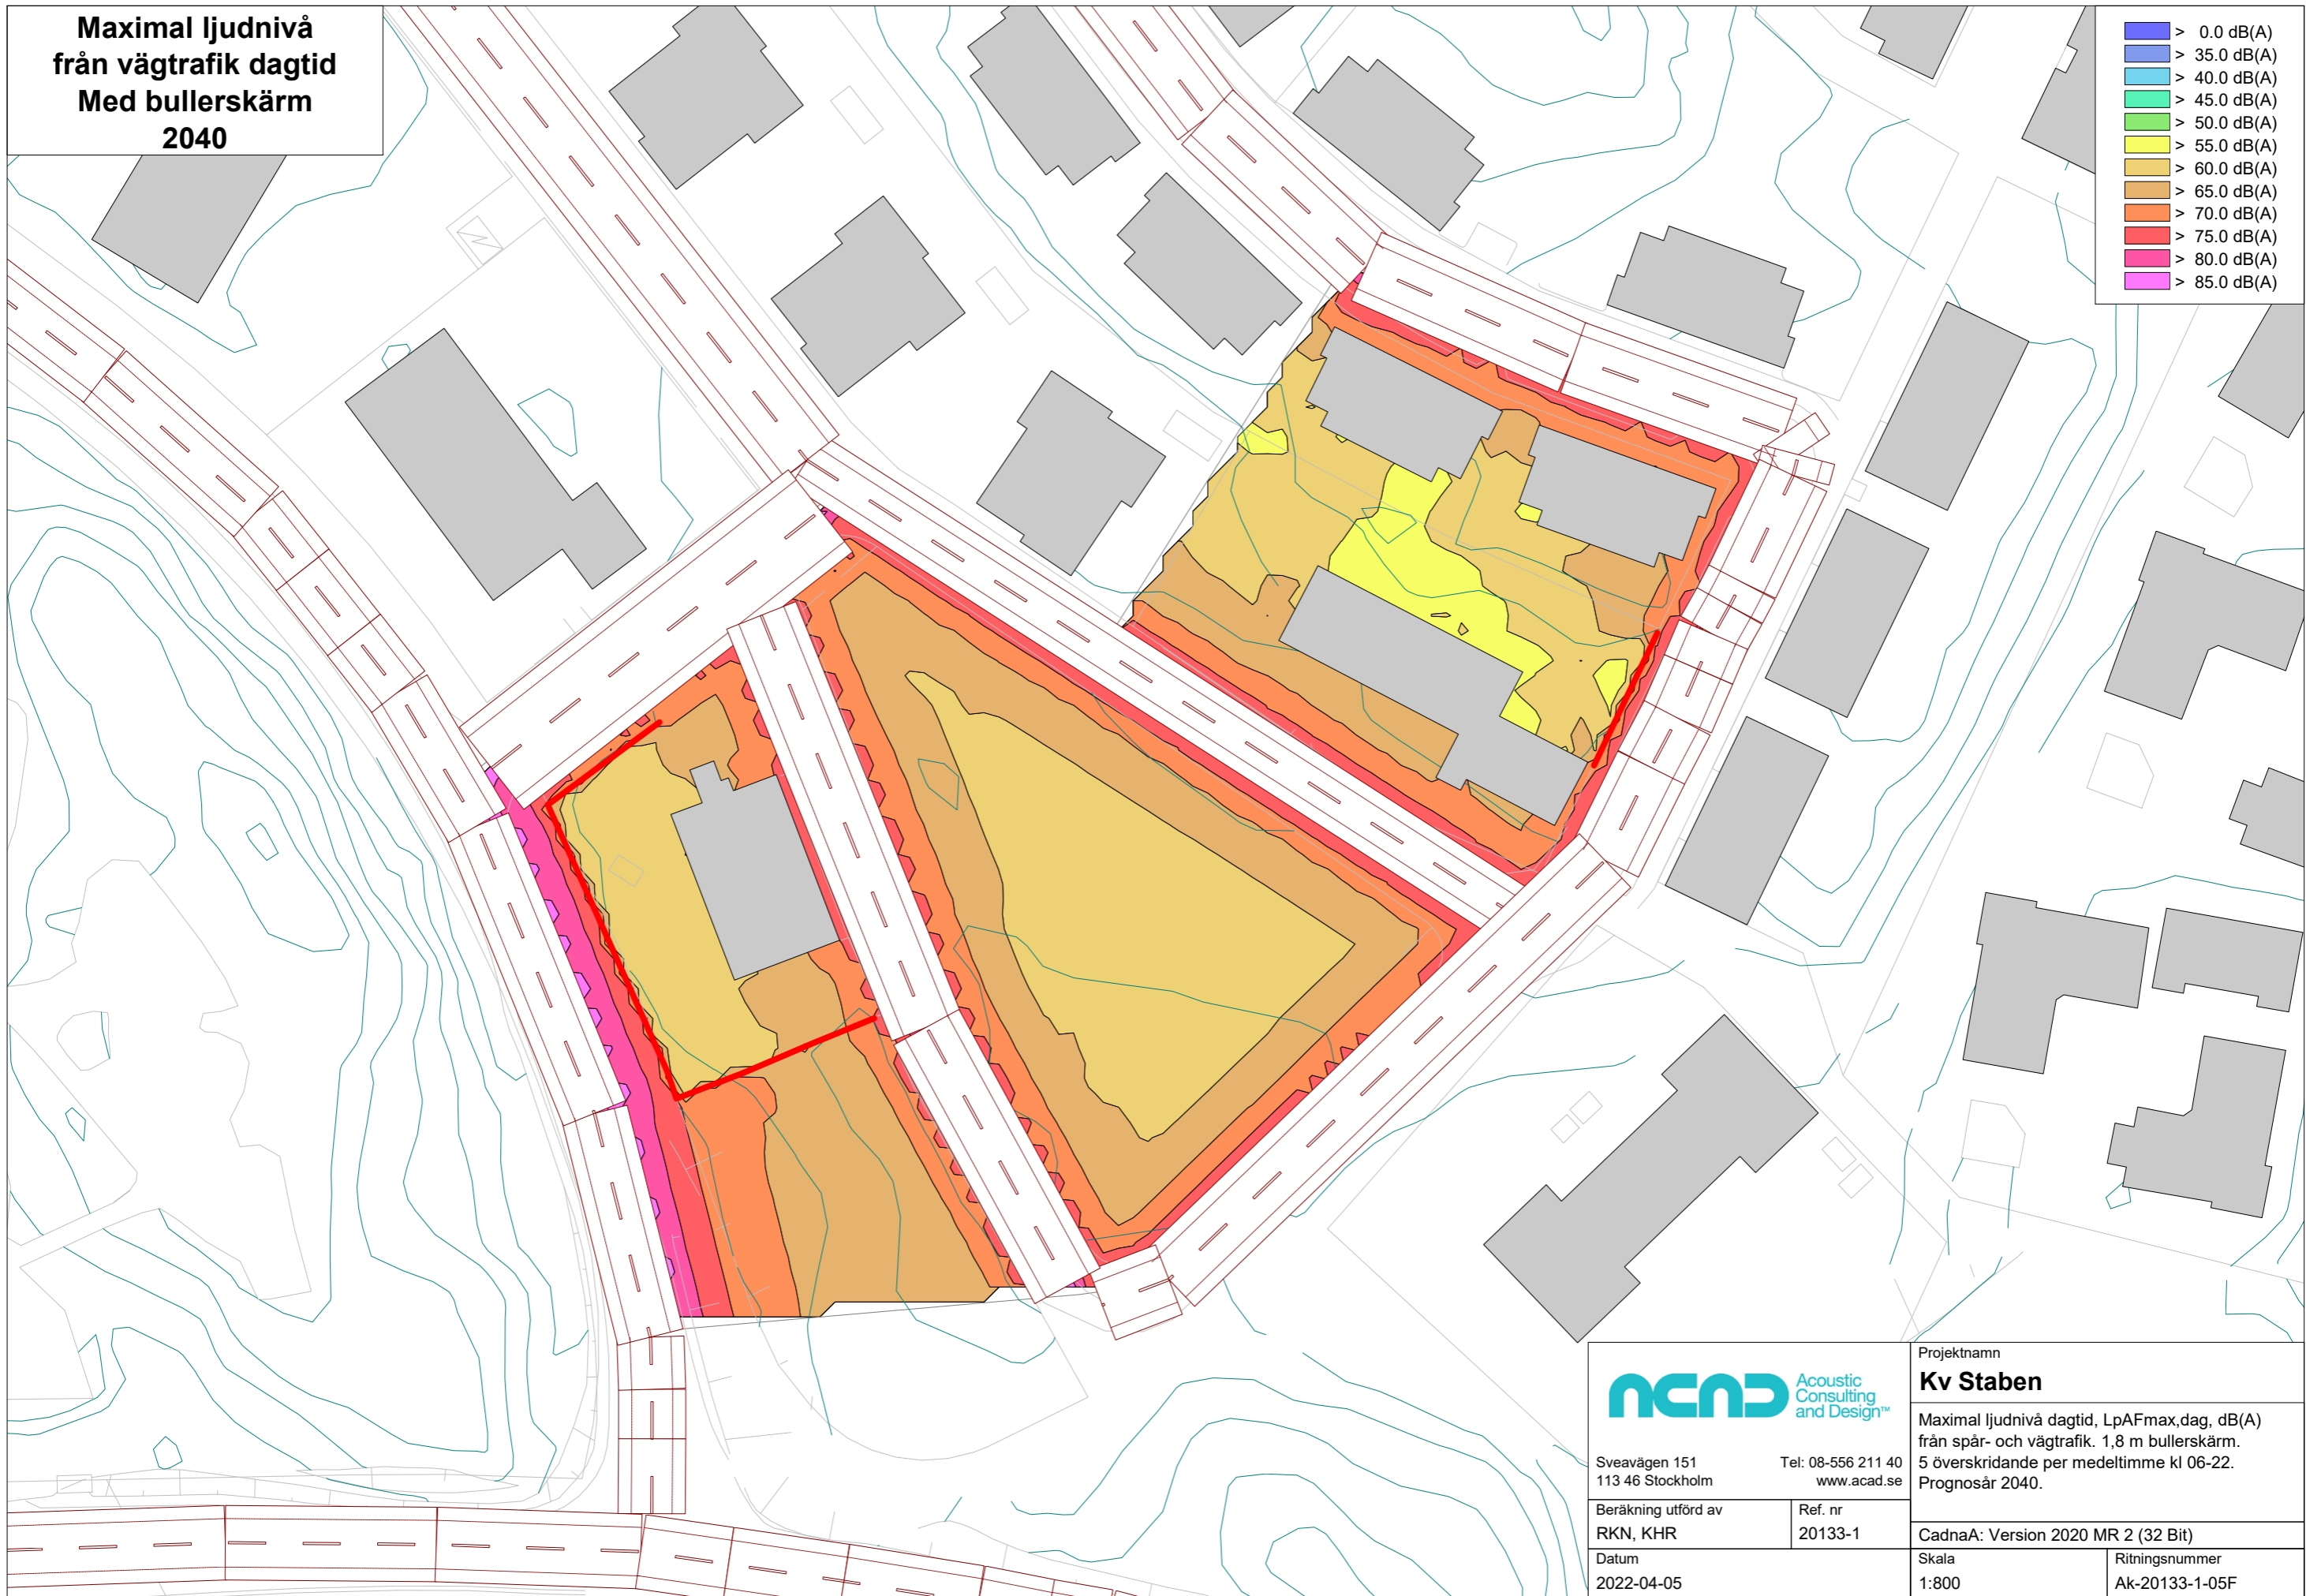 Maximal ljudnivå
från vägtrafik dagtid
Med bullerskärm
2040
> 0.0 dB(A)
> 35.0 dB(A)
> 40.0 dB(A)
> 45.0 dB(A)
> 50.0 dB(A)
> 55.0 dB(A)
> 60.0 dB(A)
> 65.0 dB(A)
> 70.0 dB(A)
> 75.0 dB(A)
> 80.0 dB(A)
> 85.0 dB(A)
ACAD
Acoustic
Consulting
and Design™
Sveavägen 151
113 46 Stockholm
Tel: 08-556 211 40
www.acad.se
Beräkning utförd av
RKN, KHR
Ref. nr
20133-1
Datum
2022-04-05
Projektnamn
Kv Staben
Maximal ljudnivå dagtid, LpAFmax,dag, dB(A)
från spår- och vägtrafik. 1,8 m bullerskärm.
5 överskridande per medeltimme kl 06-22.
Prognosår 2040.
CadnaA: Version 2020 MR 2 (32 Bit)
Skala
1:800
Ritningsnummer
Ak-20133-1-05F